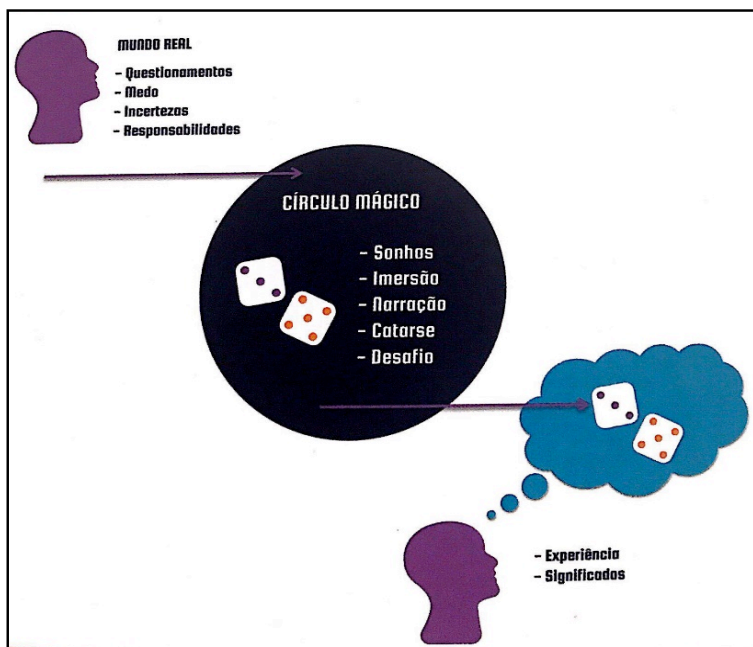 MUNDO REAL
- Questionamentos
- Medo
- Incertezas
- Responsabilidades
CÍRCULO MÁGICO
- Sonhos
- Imersão
- Narração
- Catarse
- Desafio
- Experiência
- Significados